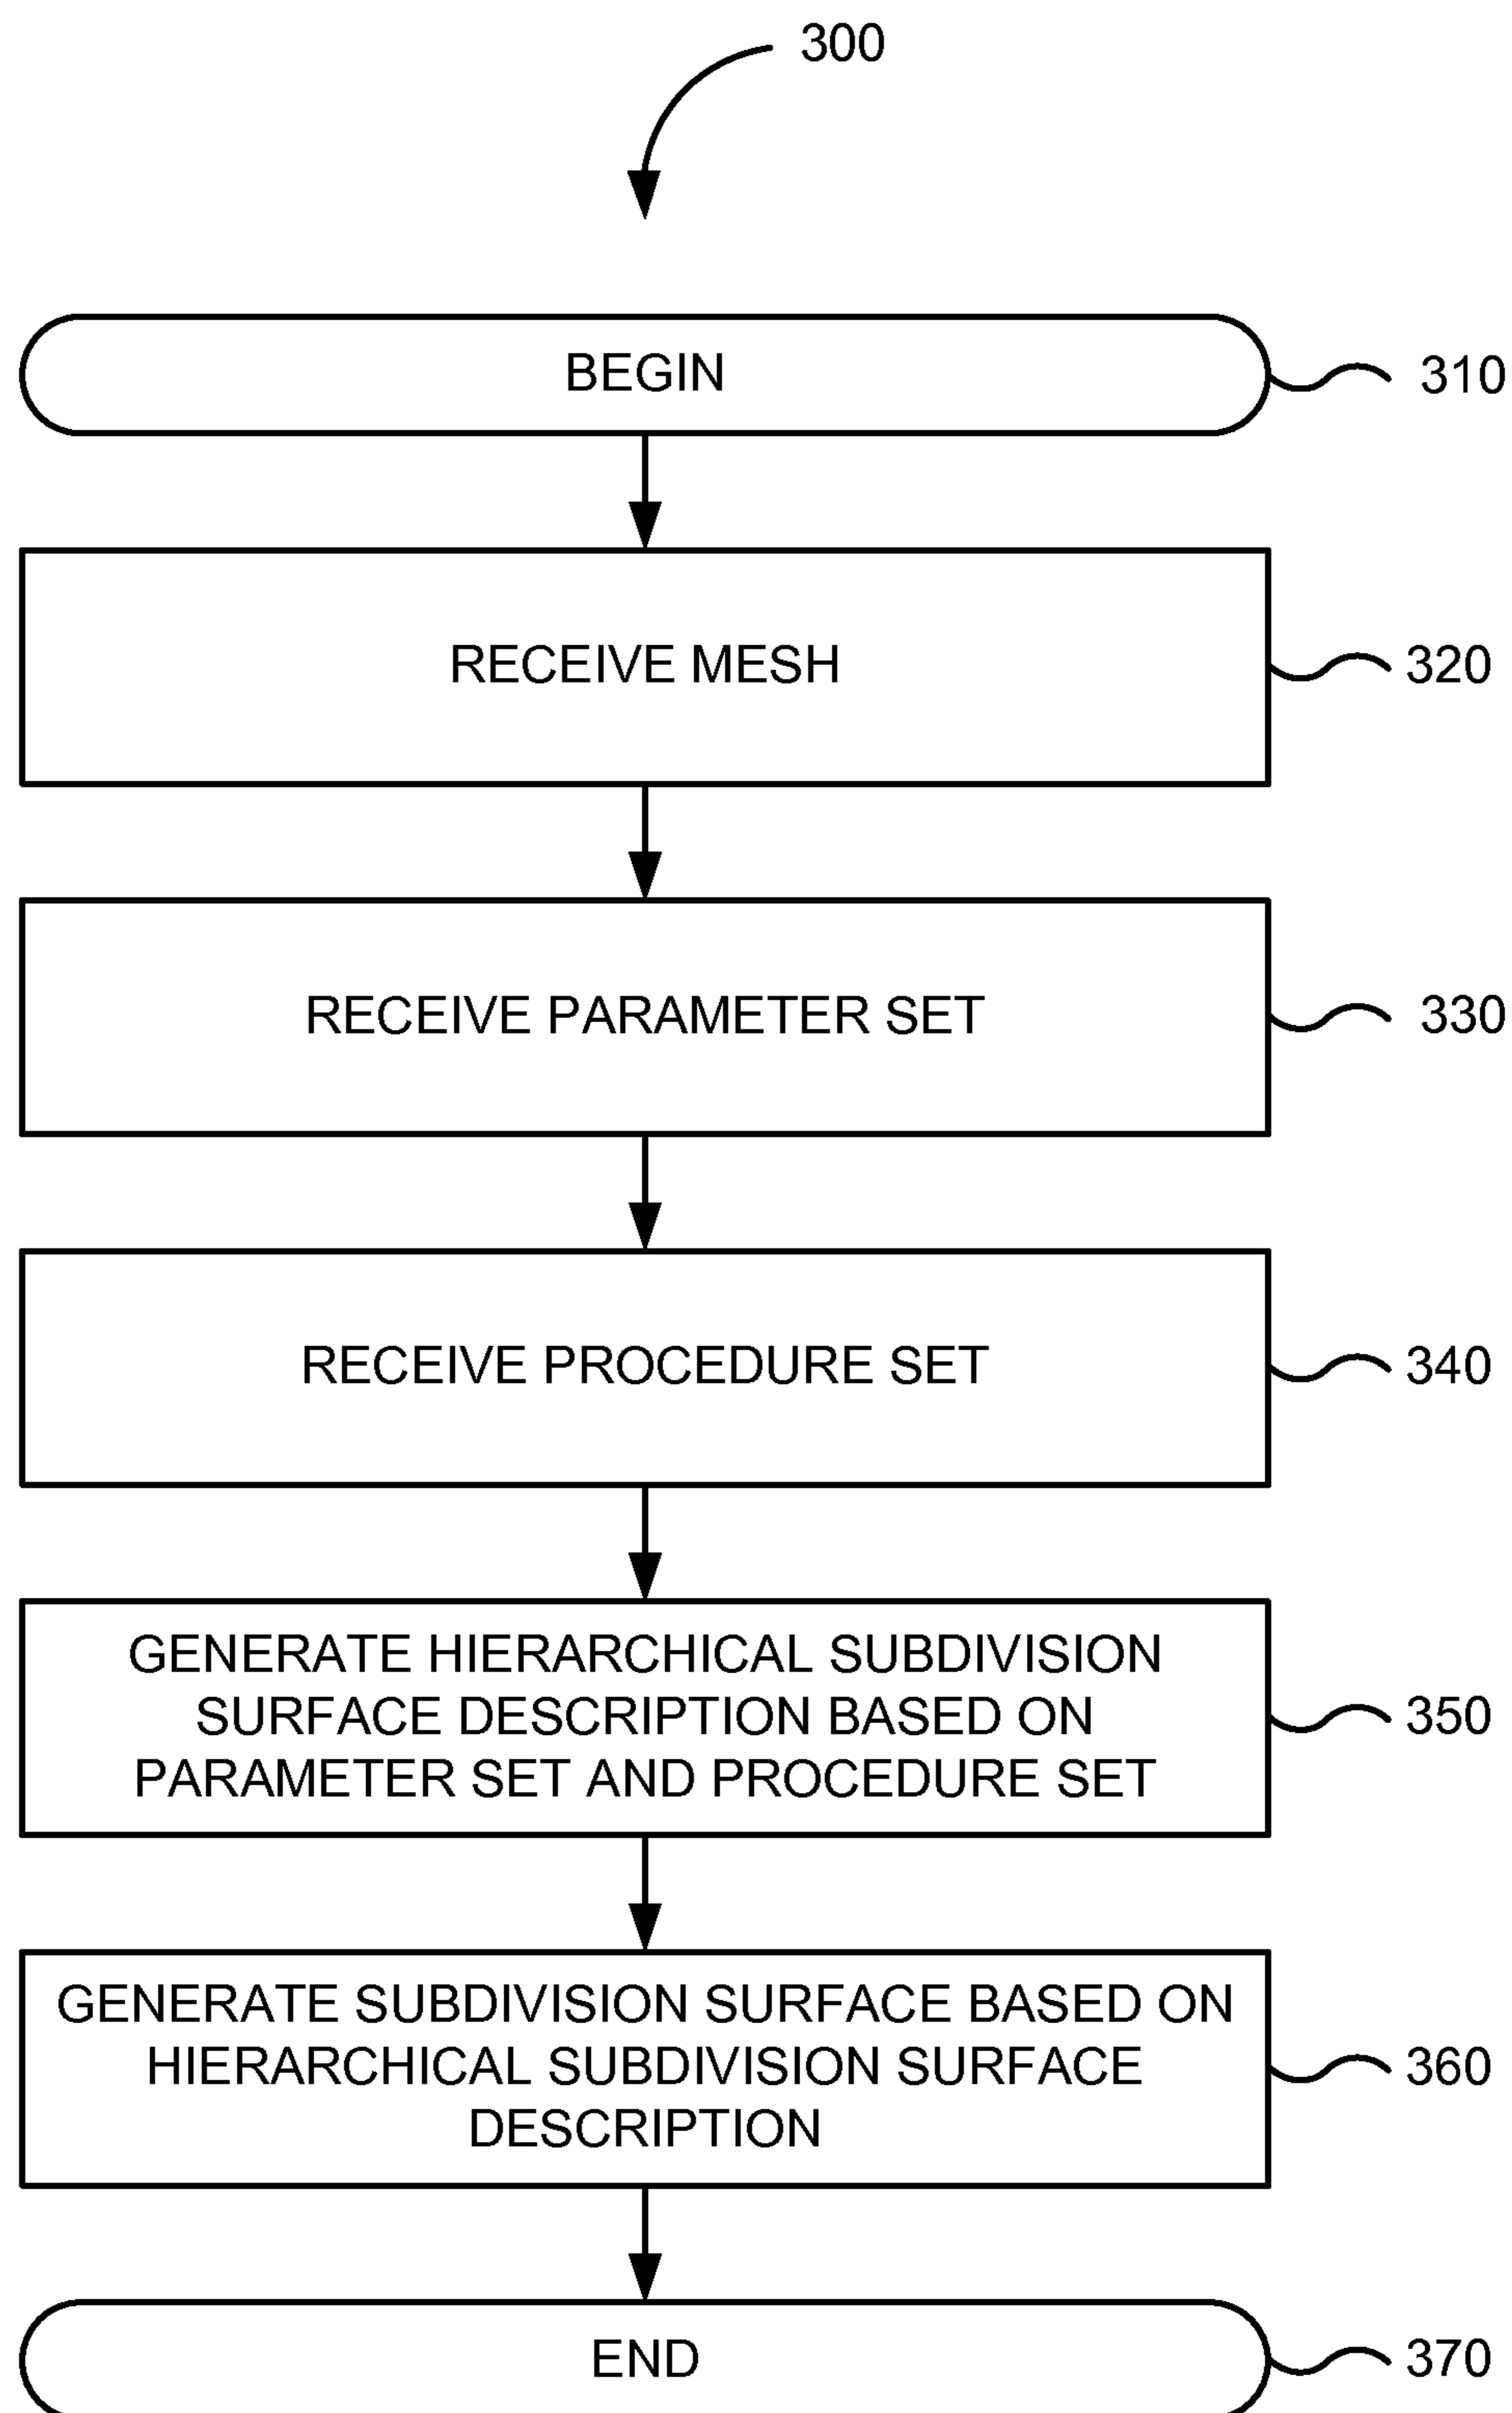 300
BEGIN
310
RECEIVE MESH
320
RECEIVE PARAMETER SET
330
RECEIVE PROCEDURE SET
340
GENERATE HIERARCHICAL SUBDIVISION
SURFACE DESCRIPTION BASED ON
PARAMETER SET AND PROCEDURE SET
350
GENERATE SUBDIVISION SURFACE BASED ON
HIERARCHICAL SUBDIVISION SURFACE
DESCRIPTION
360
END
370